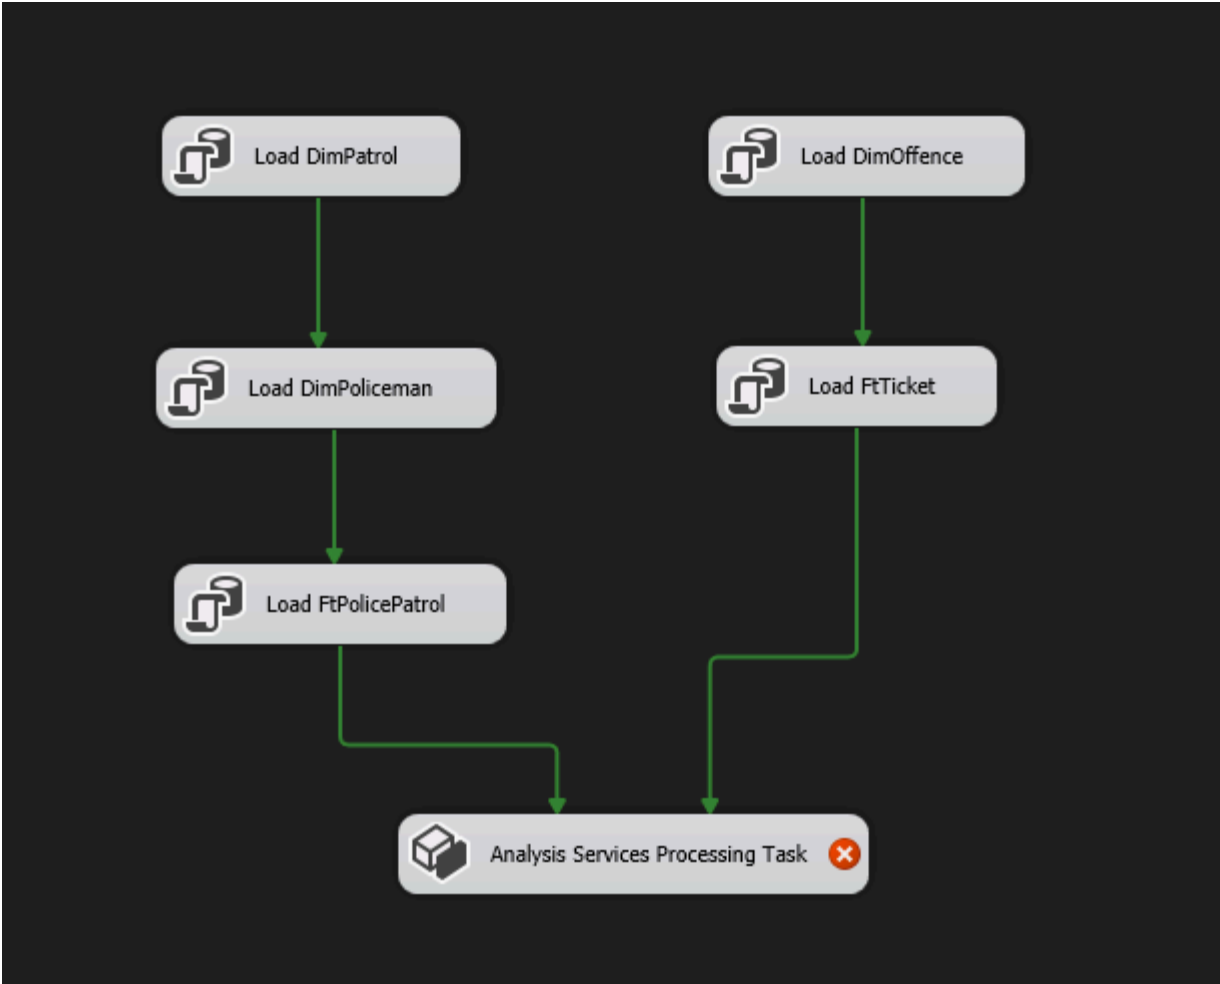 Load DimPatrol
Load DimOffence
Load DimPoliceman
Load FtTicket
Load FtPolicePatrol
Analysis Services Processing Task